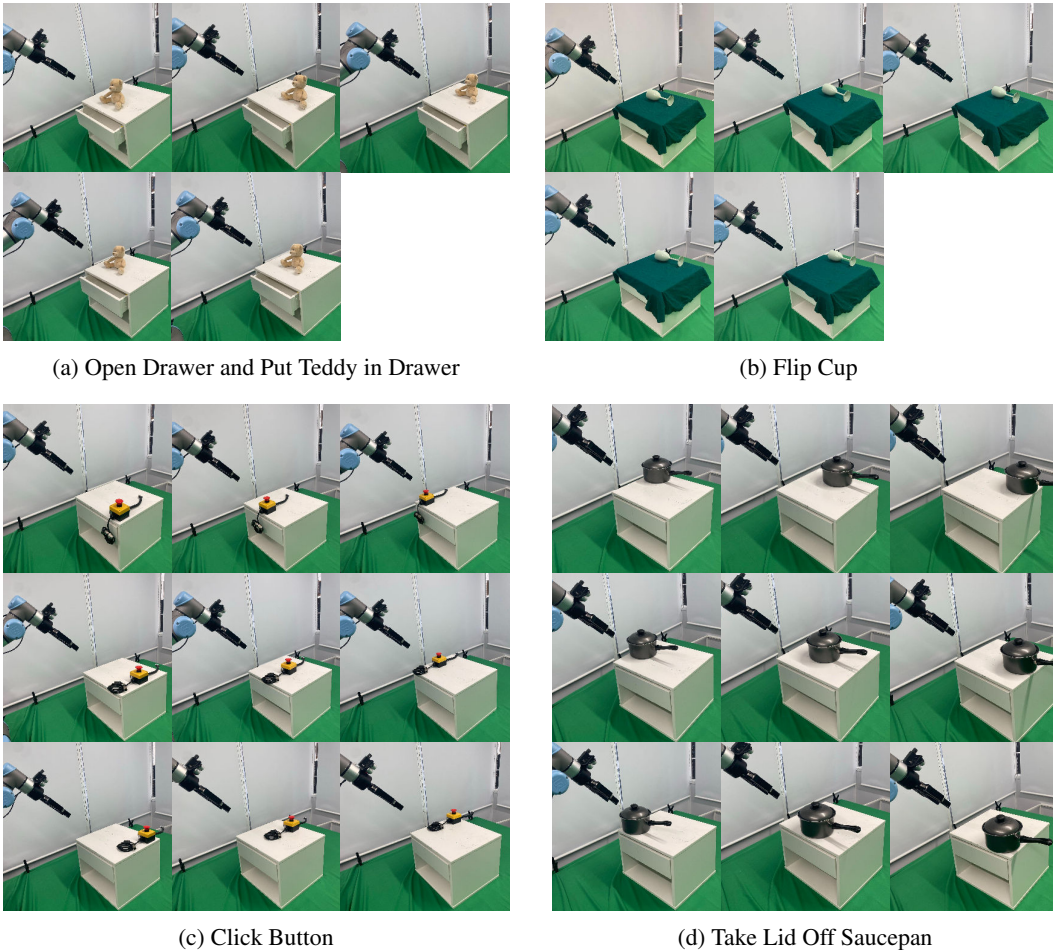 (a) Open Drawer and Put Teddy in Drawer
(b) Flip Cup
(c) Click Button
(d) Take Lid Off Saucepan